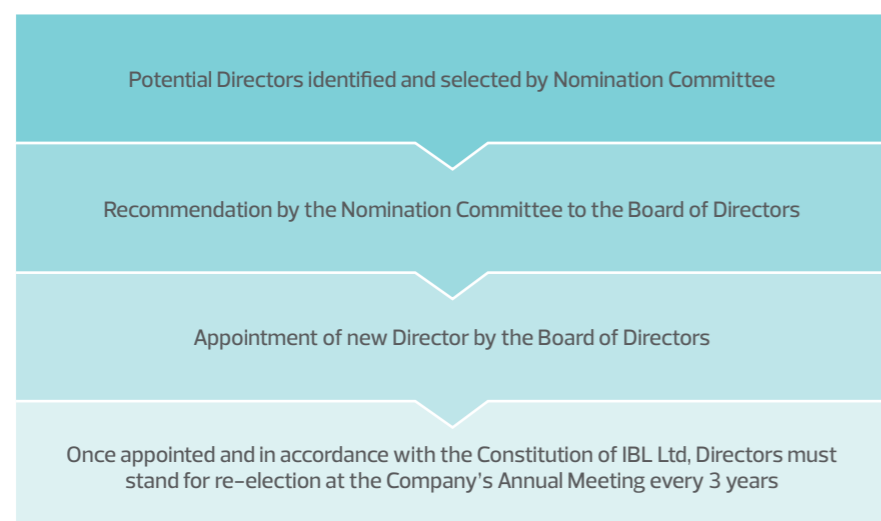 Potential Directors identified and selected by Nomination Committee
Recommendation by the Nomination Committee to the Board of Directors
Appointment of new Director by the Board of Directors
Once appointed and in accordance with the Constitution of IBL Ltd, Directors must
stand for re-election at the Company's Annual Meeting every 3 years